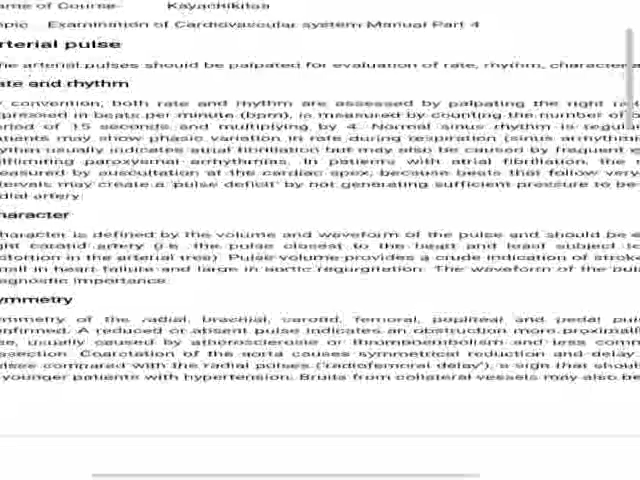 ame of Course- Kayachikitsa
opic Examination of Cardiovascular system Manual Part 4
rterial pulse
he arterial pulses should be palpated for evaluation of rate, rhythm, character a
ate and rhythm
y convention, both rate and rhythm are assessed by palpating the right
pressed in beats per minute (bpm), is measured by counting the number of
eriod of 15 seconds and multiplying by 4. Normal sinus rhythm is regular
atients may show phasic variation in rate during respiration (sinus arrhythmi
ythm usually indicates atrial fibrillation but may also be caused by frequent
lflimiting paroxysmal arrhythmias. In patients with atrial fibrillation, the
easured by auscultation at the cardiac apex, because beats that follow very
tervals may create a 'pulse deficit' by not generating sufficient pressure to be
dial artery.
haracter
haracter is defined by the volume and waveform of the pulse and should be e
ght carotid artery (i.e. the pulse closest to the heart and least subject to
stortion in the arterial tree). Pulse volume provides a crude indication of strok
mall in heart failure and large in aortic regurgitation. The waveform of the pul
agnostic importance.
ymmetry
ymmetry of the radial, brachial, carotid, femoral, popliteal and pedal pul
onfirmed. A reduced or absent pulse indicates an obstruction more proximall
ee, usually caused by atherosclerosis or thromboembolism and less comm
ssection. Coarctation of the aorta causes symmetrical reduction and delay
ulses compared with the radial pulses ('radiofemoral delay'), a sign that shoul
younger patients with hypertension. Bruits from collateral vessels may also be